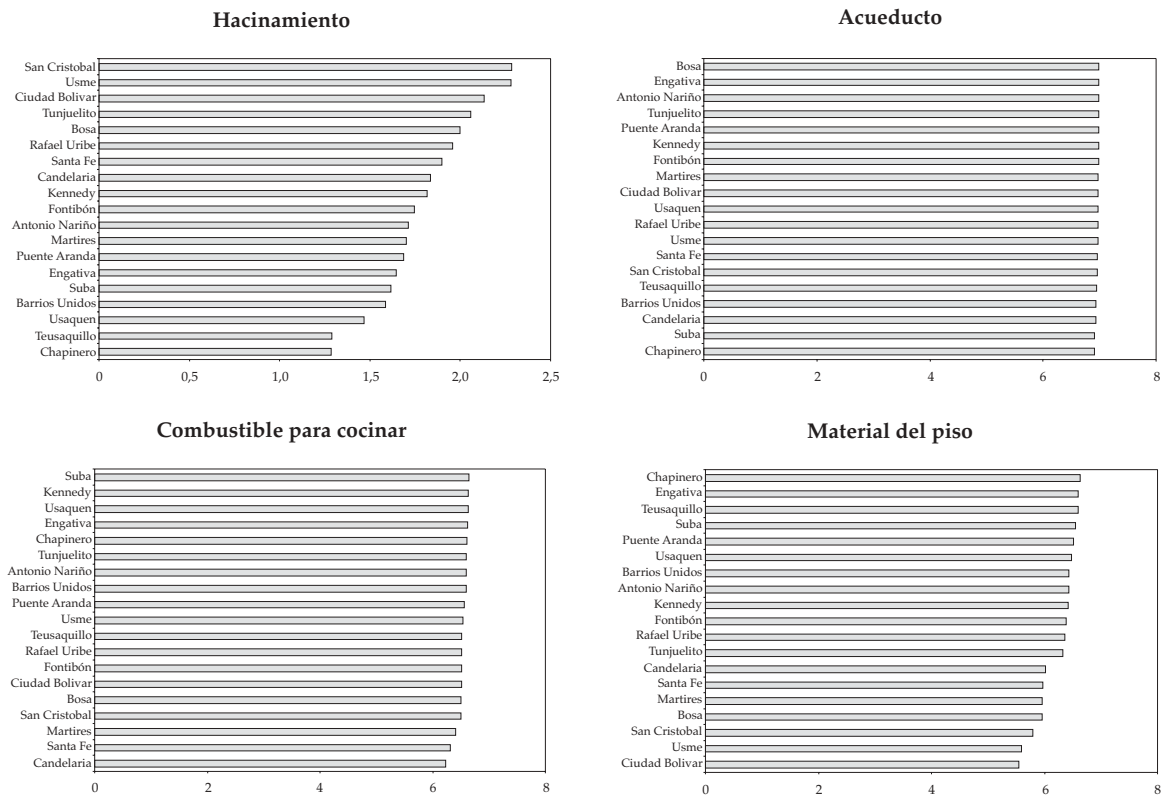 Hacinamiento
San Cristobal
Usme
Ciudad Bolivar
Tunjuelito
Bosa
Rafael Uribe
Santa Fe
Candelaria
Kennedy
Fontibón
Antonio Nariño
Martires
Puente Aranda
Engativa
Suba
Barrios Unidos
Usaquen
Teusaquillo
Chapinero
0 0,5 1,0 1,5 2,0 2,5
Acueducto
Bosa
Engativa
Antonio Nariño
Tunjuelito
Puente Aranda
Kennedy
Fontibón
Martires
Ciudad Bolivar
Usaquen
Rafael Uribe
Usme
Santa Fe
San Cristobal
Teusaquillo
Barrios Unidos
Candelaria
Suba
Chapinero
0 2 4 6 8
Combustible para cocinar
Suba
Kennedy
Usaquen
Engativa
Chapinero
Tunjuelito
Antonio Nariño
Barrios Unidos
Puente Aranda
Usme
Teusaquillo
Rafael Uribe
Fontibón
Ciudad Bolivar
Bosa
San Cristobal
Martires
Santa Fe
Candelaria
0 2 4 6 8
Material del piso
Chapinero
Engativa
Teusaquillo
Suba
Puente Aranda
Usaquen
Barrios Unidos
Antonio Nariño
Kennedy
Fontibón
Rafael Uribe
Tunjuelito
Candelaria
Santa Fe
Martires
Bosa
San Cristobal
Usme
Ciudad Bolivar
0 2 4 6 8